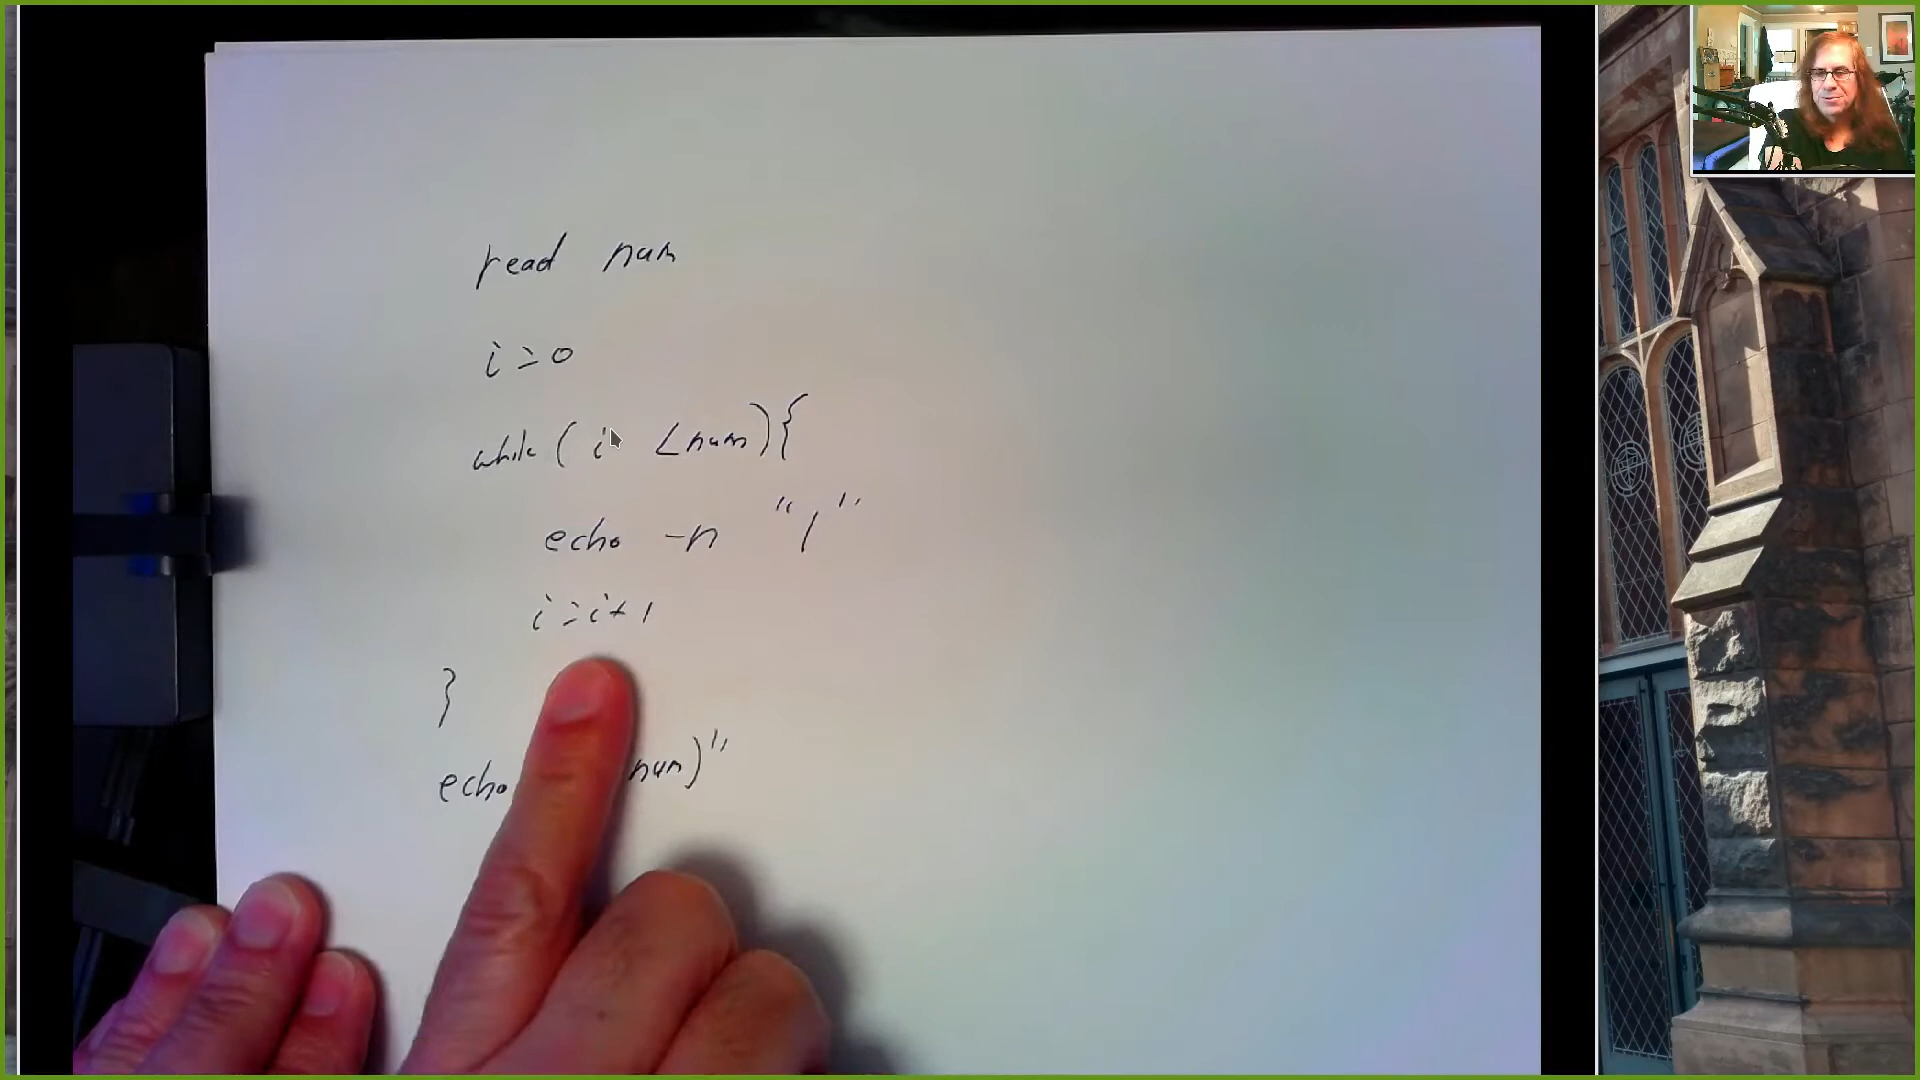 read num
i=0
while ( i < num ) {
echo -n "/"
i=i+1
}
echo num)"